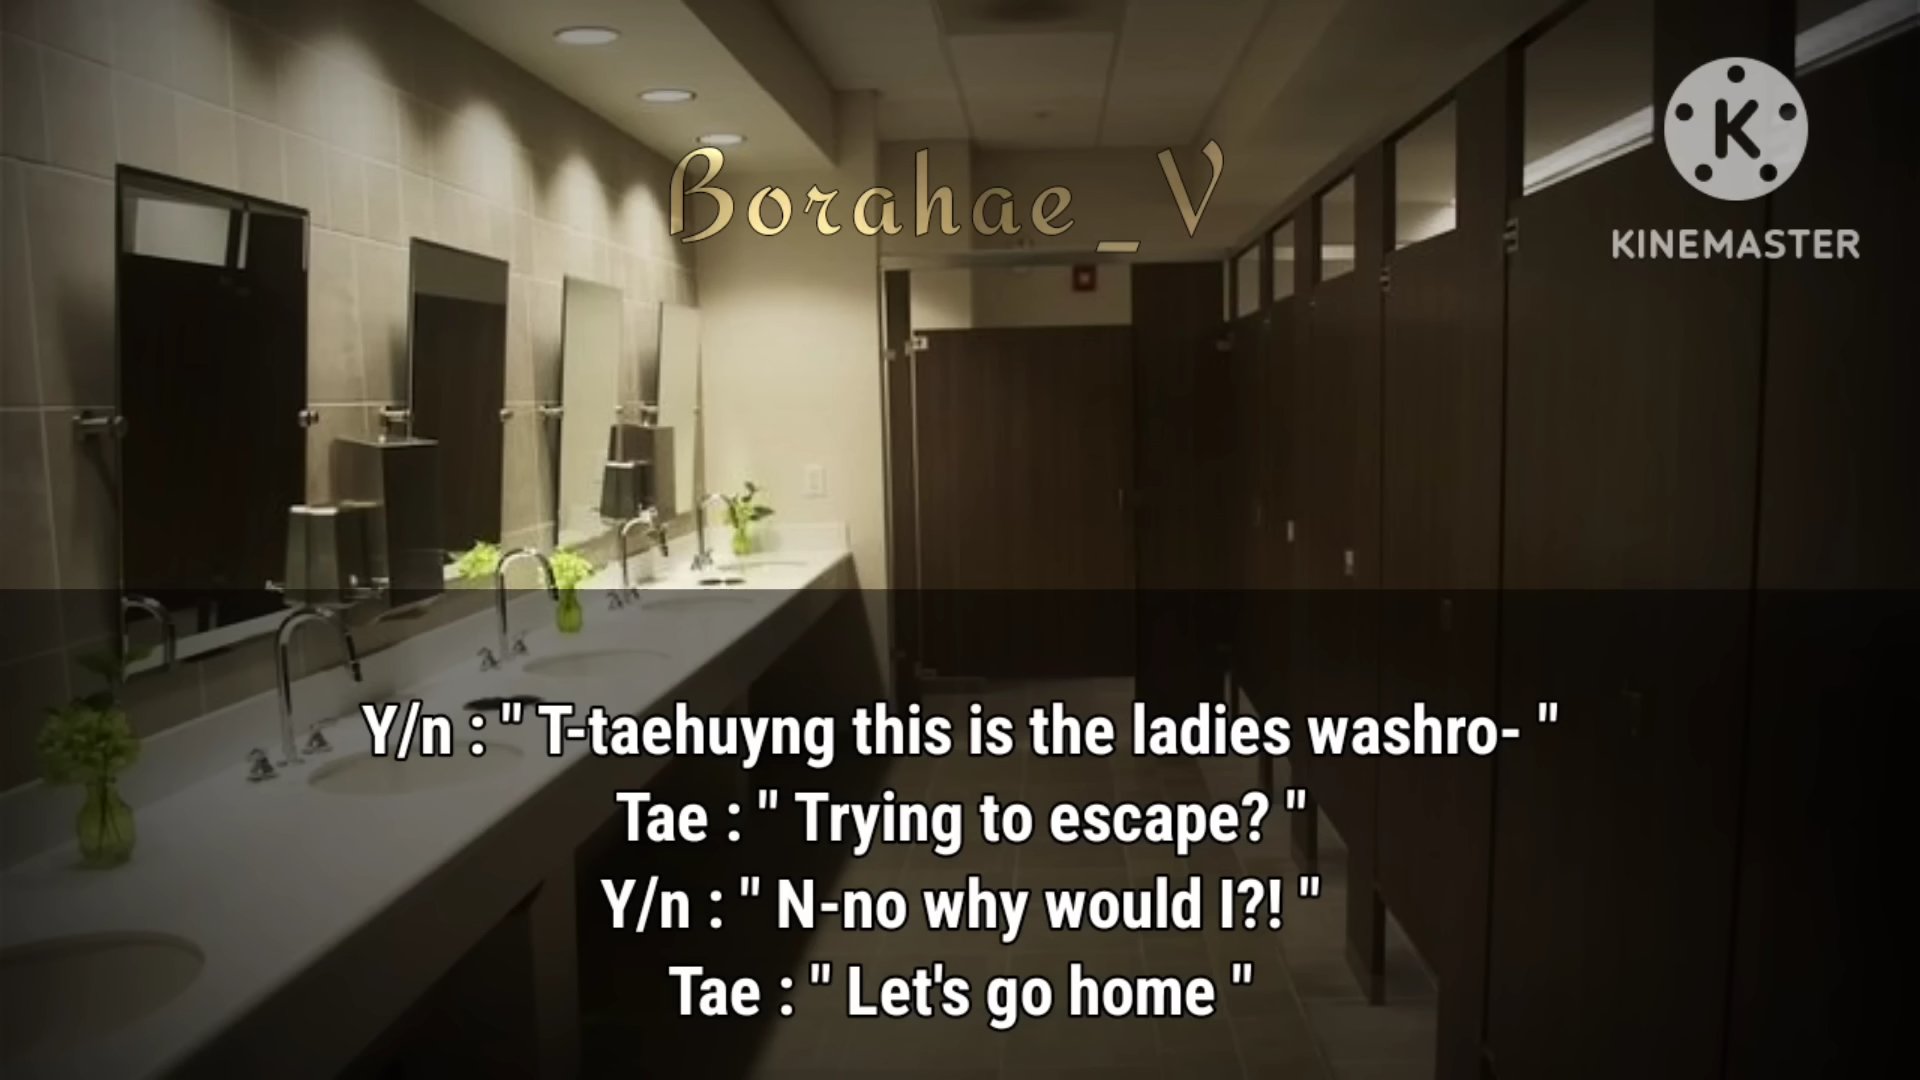 Borahae_V
KINEMASTER
Y/n : " T-taehuyng this is the ladies washro- "
Tae : " Trying to escape? "
Y/n : " N-no why would I?! "
Tae : " Let's go home "